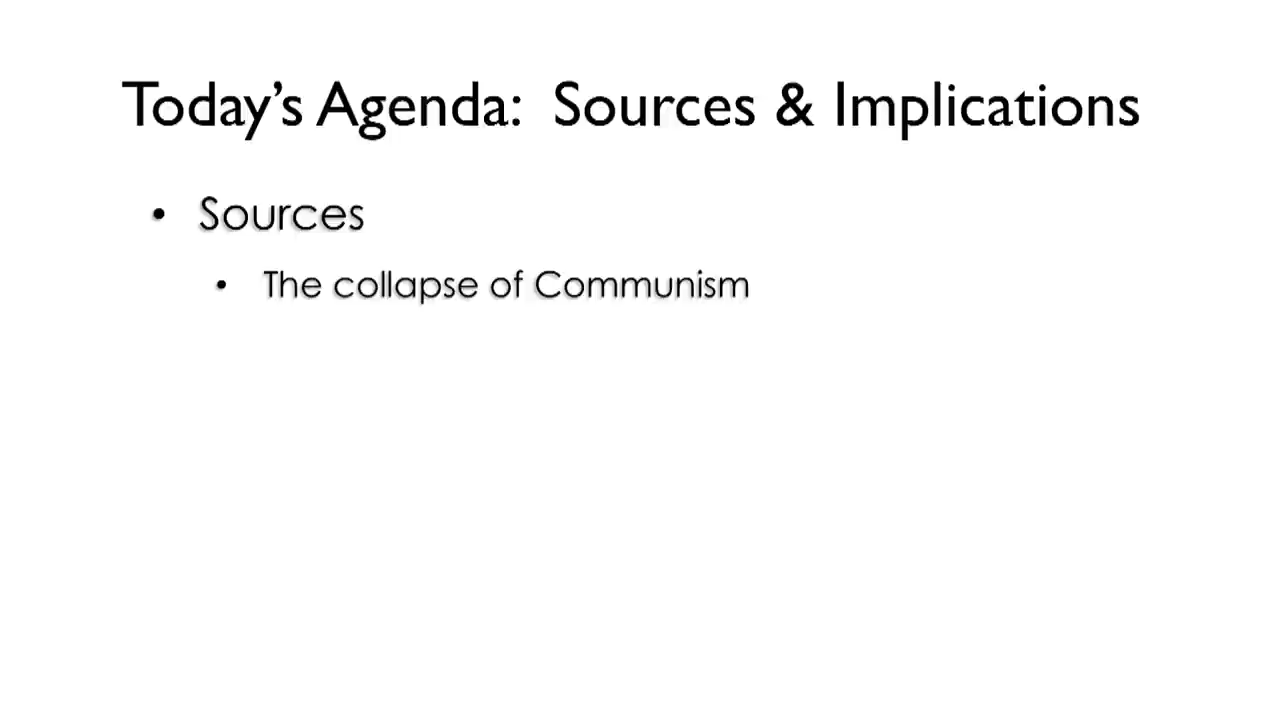 Today’s Agenda: Sources & Implications
• Sources
• The collapse of Communism